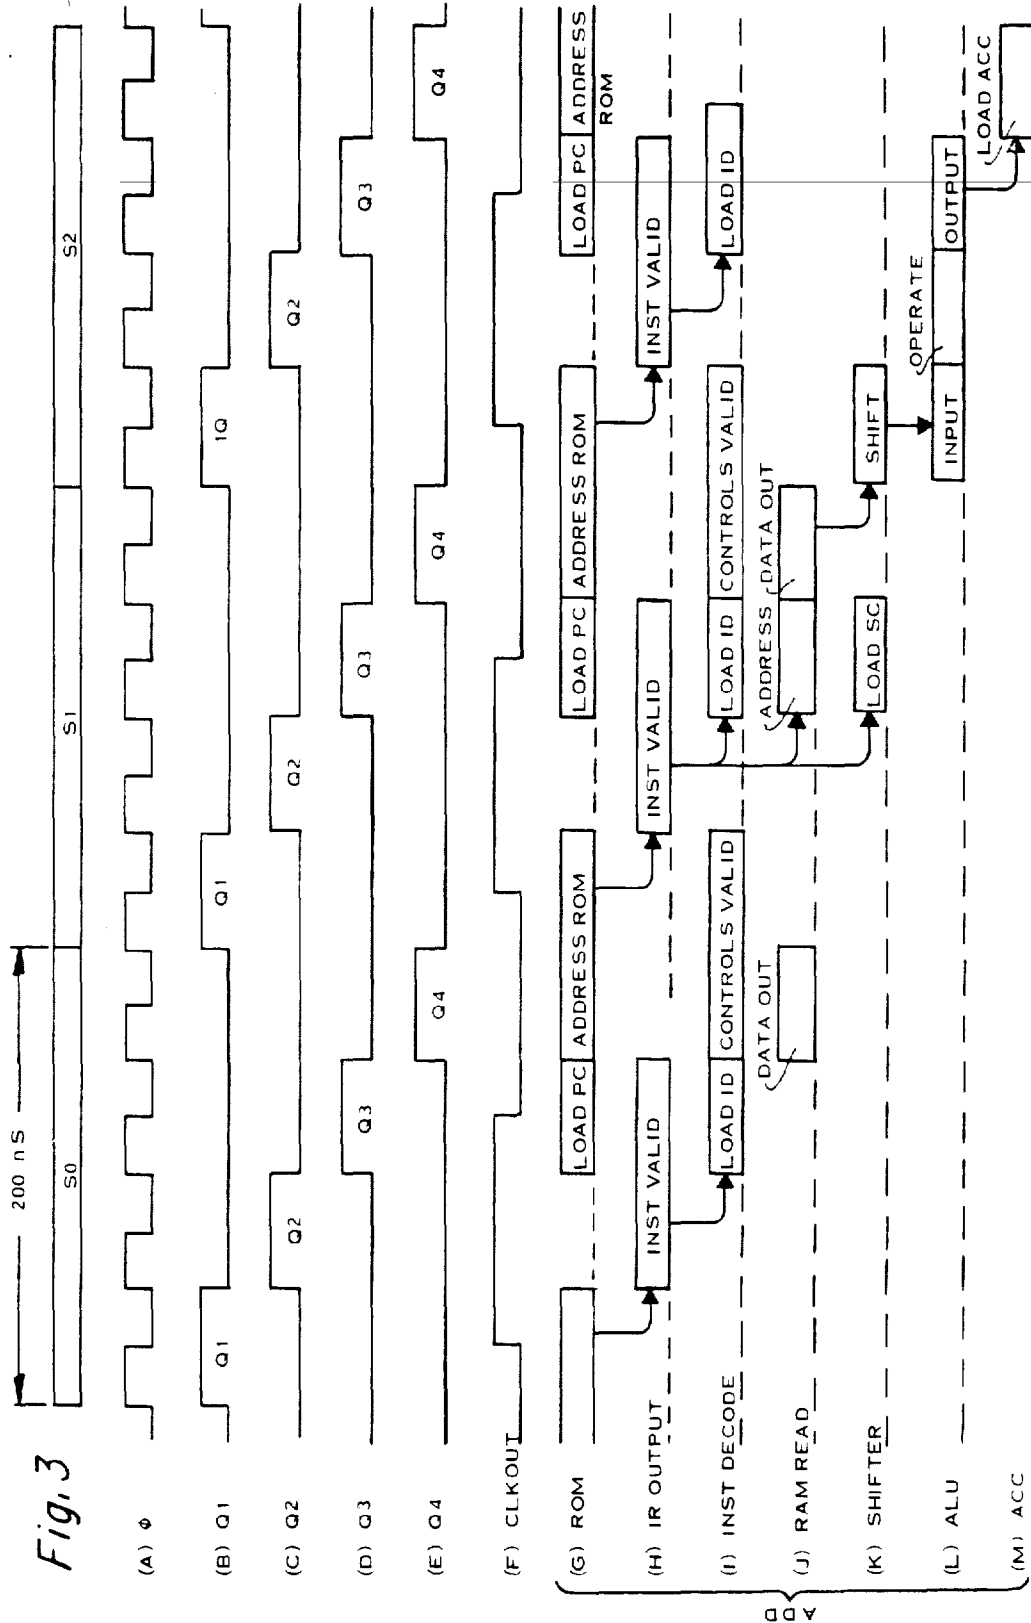 Fig. 3
200 ns
S0
S1
S2
(A) Φ
(B) Q1
Q1
Q1
1Q
(C) Q2
Q2
Q2
Q2
(D) Q3
Q3
Q3
Q3
(E) Q4
Q4
Q4
Q4
(F) CLKOUT
ADD
(G) ROM
LOAD PC
ADDRESS ROM
LOAD PC
ADDRESS ROM
LOAD PC
ADDRESS
ROM
(H) IR OUTPUT
INST VALID
INST VALID
INST VALID
(I) INST DECODE
LOAD ID
CONTROLS VALID
LOAD ID
CONTROLS VALID
LOAD ID
(J) RAM READ
DATA OUT
ADDRESS
DATA OUT
(K) SHIFTER
LOAD SC
SHIFT
(L) ALU
INPUT
OPERATE
OUTPUT
(M) ACC
LOAD ACC